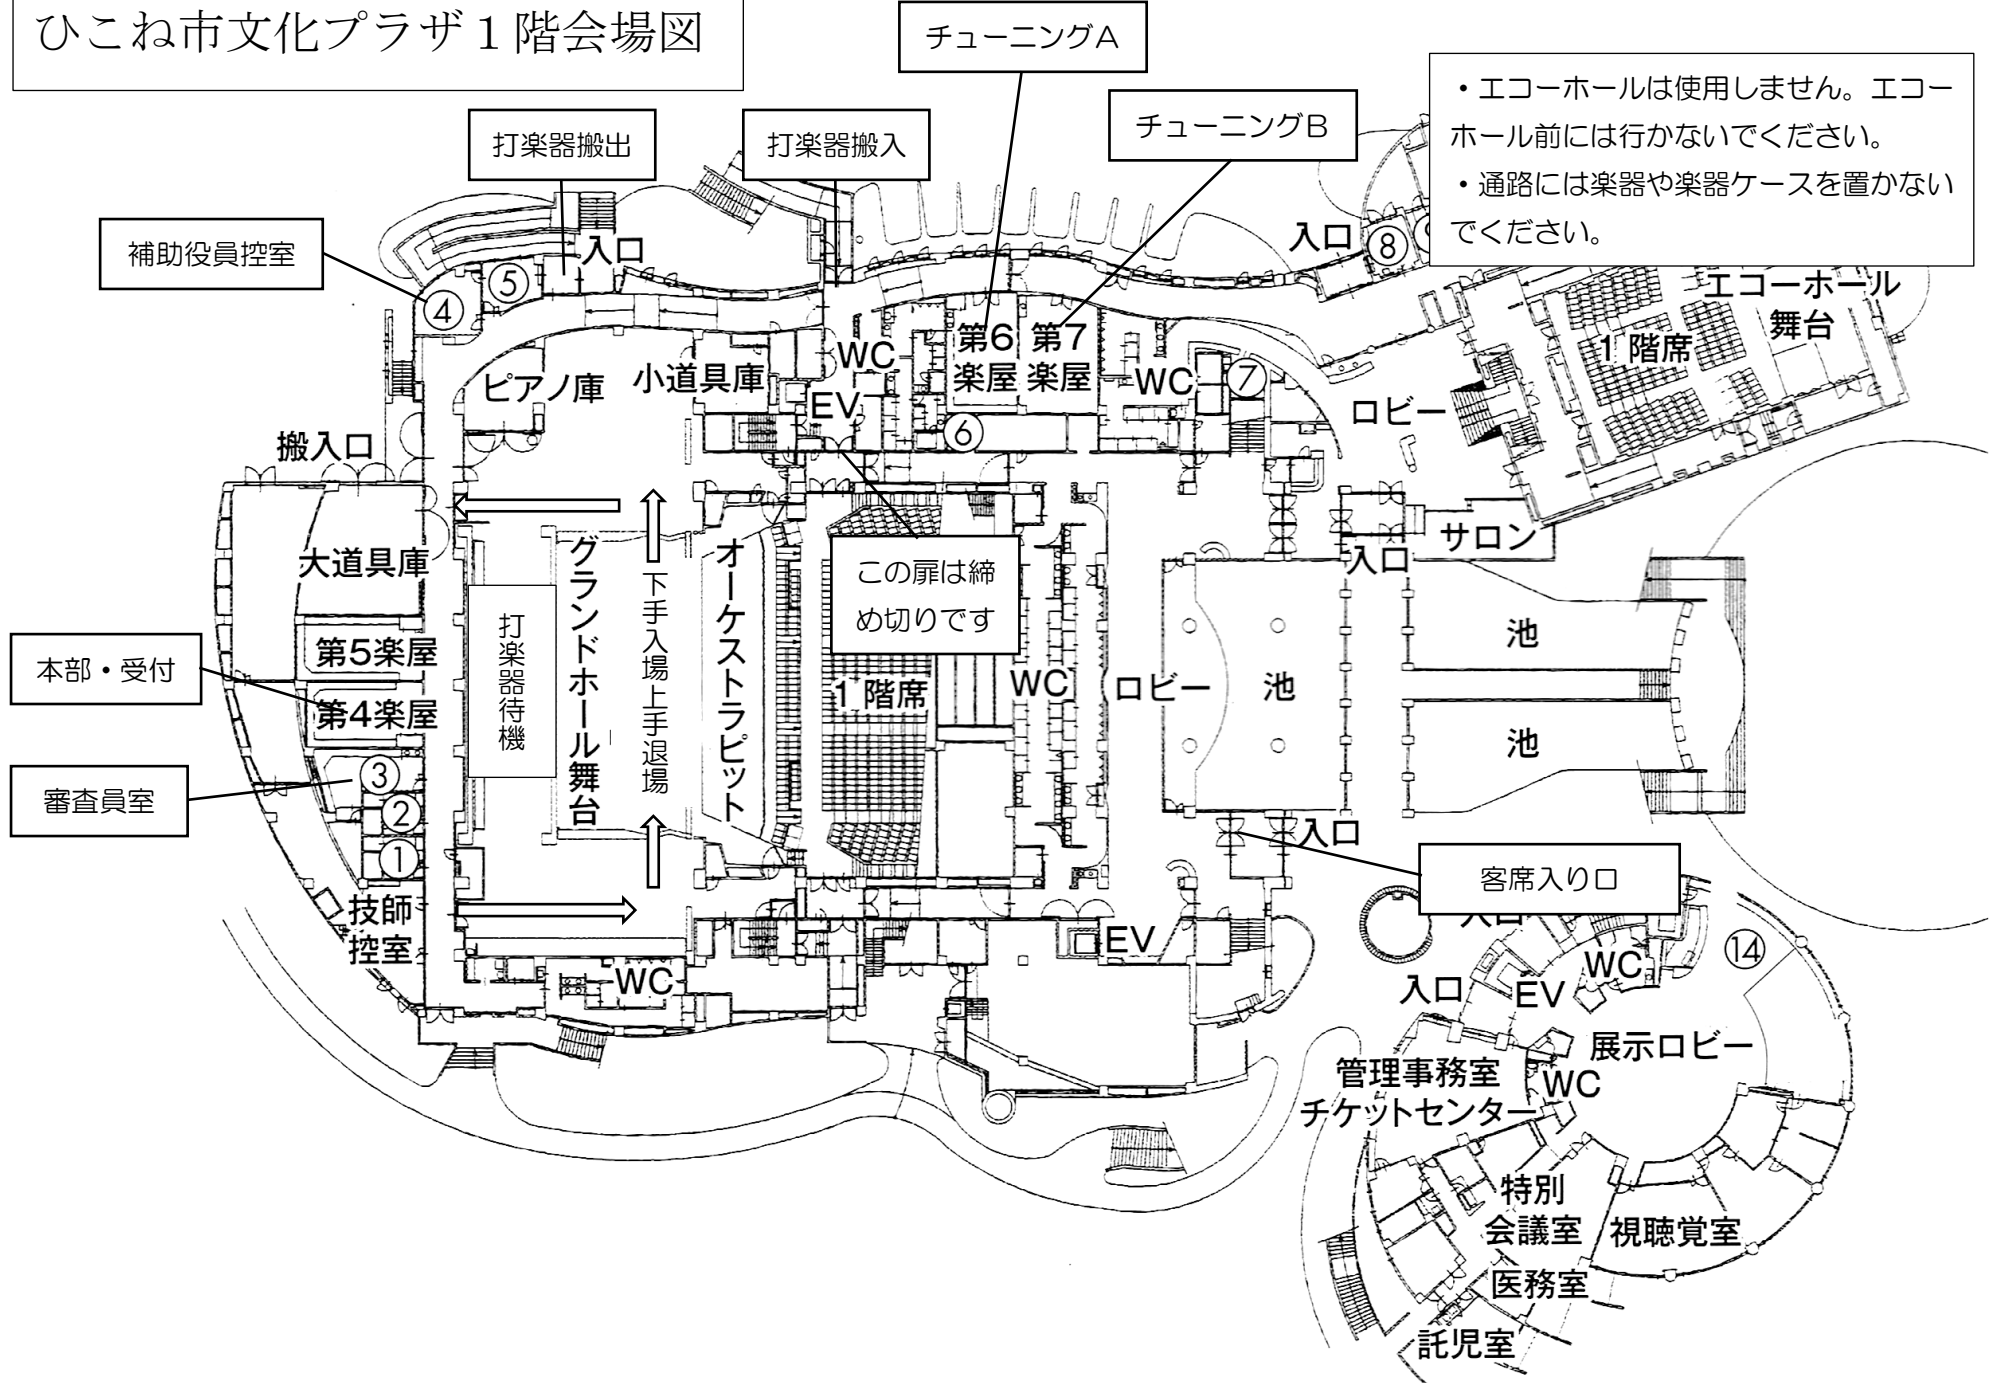 ひこね市文化プラザ１階会場図
チューニングA
・エコーホールは使用しません。エコー
ホール前には行かないでください。
・通路には楽器や楽器ケースを置かない
でください。
チューニングB
打楽器搬出
打楽器搬入
補助役員控室
入口
入口
⑧
⑤
④
エコーホール
舞台
1階席
第6
楽屋
第7
楽屋
WC
WC
⑦
ピアノ庫
小道具庫
EV
⑥
ロビー
搬入口
サロン
入口
大道具庫
グランドホール舞台
オーケストラピット
この扉は締
め切りです
打楽器待機
下手入場上手退場
第5楽屋
本部・受付
第4楽屋
1階席
WC
ロビー
池
池
池
審査員室
③
②
①
入口
客席入り口
技師
控室
入口
WC
EV
⑭
WC
入口
EV
展示ロビー
管理事務室
チケットセンター
WC
特別
会議室
視聴覚室
医務室
託児室